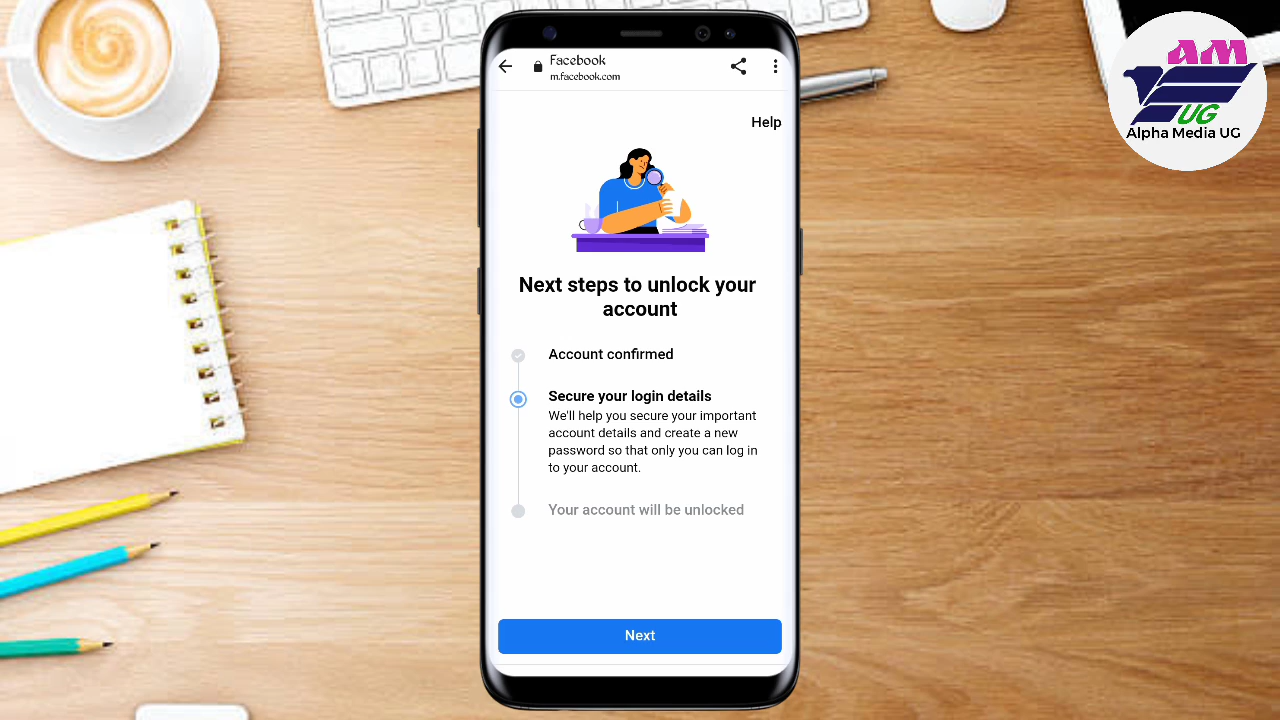 Facebook
m.facebook.com
AM
UG
Alpha Media UG
Help
Next steps to unlock your
account
Account confirmed
Secure your login details
We'll help you secure your important
account details and create a new
password so that only you can log in
to your account.
Your account will be unlocked
Next